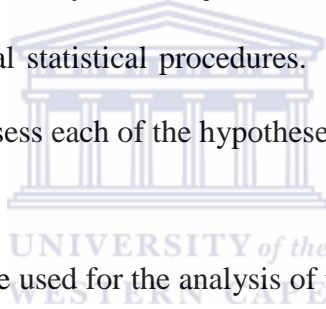 al statistical procedures.
sess each of the hypothese
UNIVERSITY of the
e used for the analysis of
WESTERN CAPE